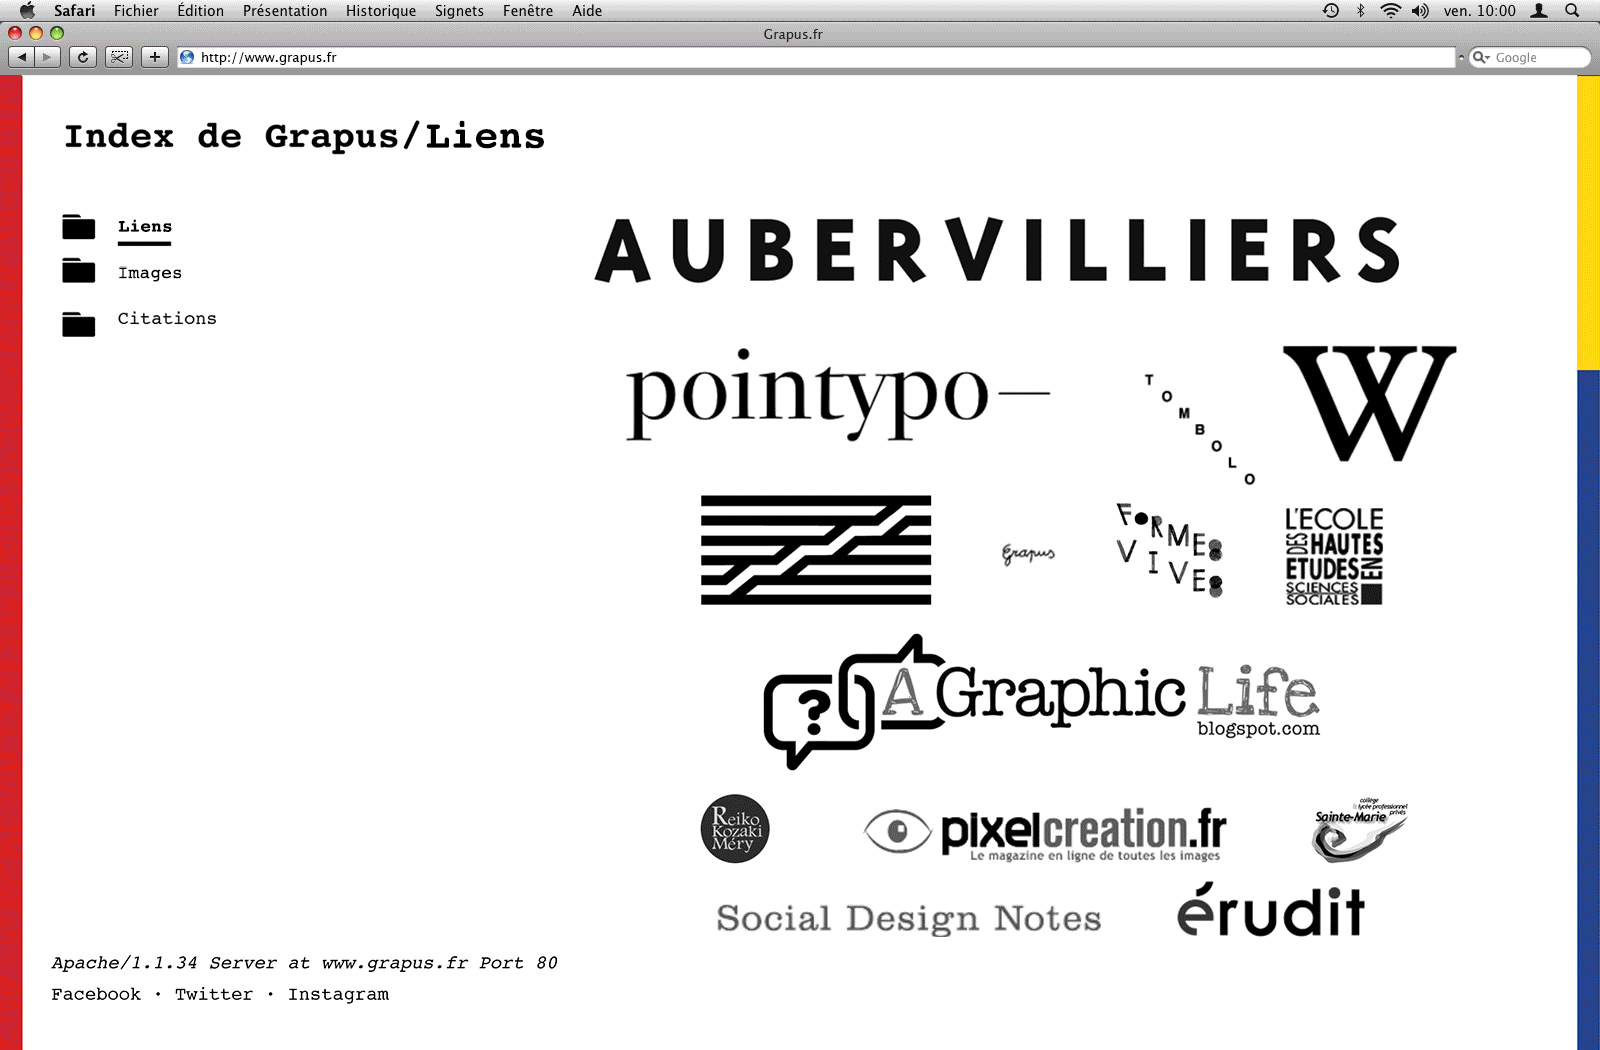 Safari Fichier Édition Présentation Historique Signets Fenêtre Aide ven. 10:00
Grapus.fr
http://www.grapus.fr
Google
Index de Grapus/Liens
Liens
Images
Citations
AUBERVILLIERS
pointypo—
TOMBOLO
W
grapus
FORMES
VIVES
L'ECOLE
DES HAUTES
ETUDES EN
SCIENCES
SOCIALES
? A Graphic Life
blogspot.com
Reiko
Kozaki
Méry
pixelcreation.fr
Le magazine en ligne de toutes les images
collège
& lycée professionnel
privés
Sainte-Marie
Social Design Notes
érudit
Apache/1.1.34 Server at www.grapus.fr Port 80
Facebook · Twitter · Instagram